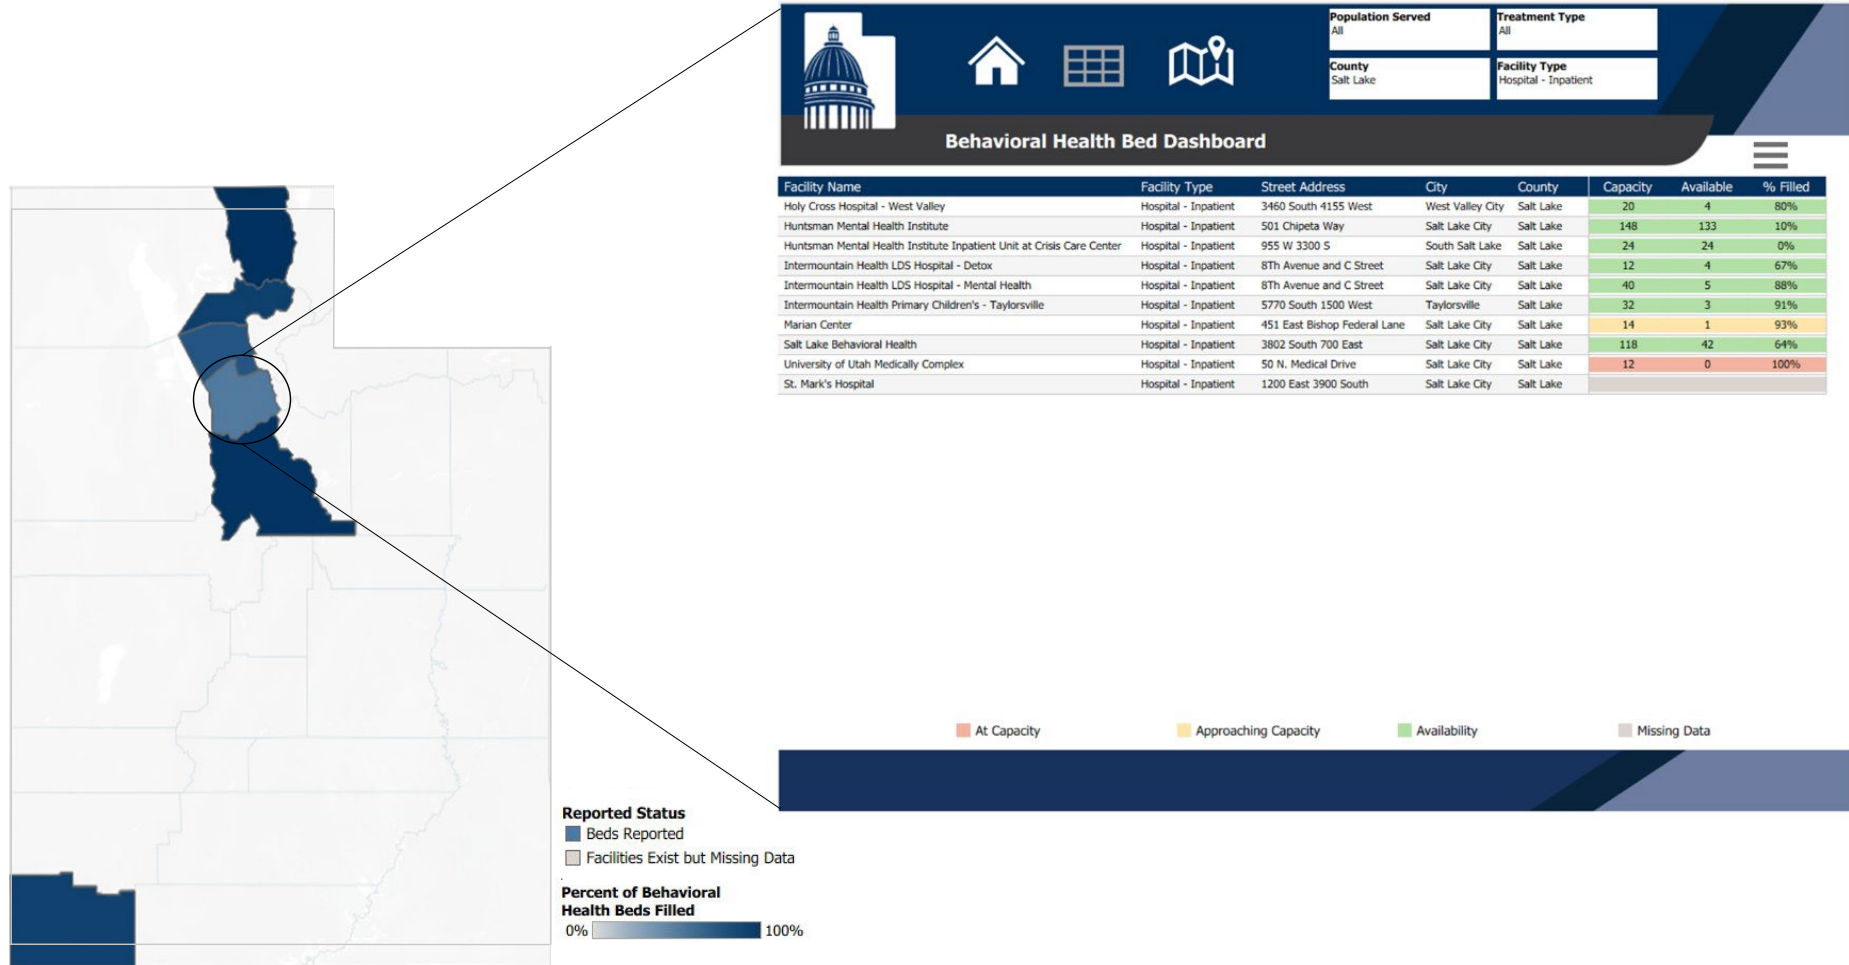 Population Served
All
Treatment Type
All
County
Salt Lake
Facility Type
Hospital - Inpatient
Behavioral Health Bed Dashboard
Facility Name Facility Type Street Address City County Capacity Available % Filled
Holy Cross Hospital - West Valley Hospital - Inpatient 3460 South 4155 West West Valley City Salt Lake 20 4 80%
Huntsman Mental Health Institute Hospital - Inpatient 501 Chipeta Way Salt Lake City Salt Lake 148 133 10%
Huntsman Mental Health Institute Inpatient Unit at Crisis Care Center Hospital - Inpatient 955 W 3300 S South Salt Lake Salt Lake 24 24 0%
Intermountain Health LDS Hospital - Detox Hospital - Inpatient 8Th Avenue and C Street Salt Lake City Salt Lake 12 4 67%
Intermountain Health LDS Hospital - Mental Health Hospital - Inpatient 8Th Avenue and C Street Salt Lake City Salt Lake 40 5 88%
Intermountain Health Primary Children's - Taylorsville Hospital - Inpatient 5770 South 1500 West Taylorsville Salt Lake 32 3 91%
Marian Center Hospital - Inpatient 451 East Bishop Federal Lane Salt Lake City Salt Lake 14 1 93%
Salt Lake Behavioral Health Hospital - Inpatient 3802 South 700 East Salt Lake City Salt Lake 118 42 64%
University of Utah Medically Complex Hospital - Inpatient 50 N. Medical Drive Salt Lake City Salt Lake 12 0 100%
St. Mark's Hospital Hospital - Inpatient 1200 East 3900 South Salt Lake City Salt Lake
At Capacity Approaching Capacity Availability Missing Data
Reported Status
Beds Reported
Facilities Exist but Missing Data
Percent of Behavioral
Health Beds Filled
0% 100%